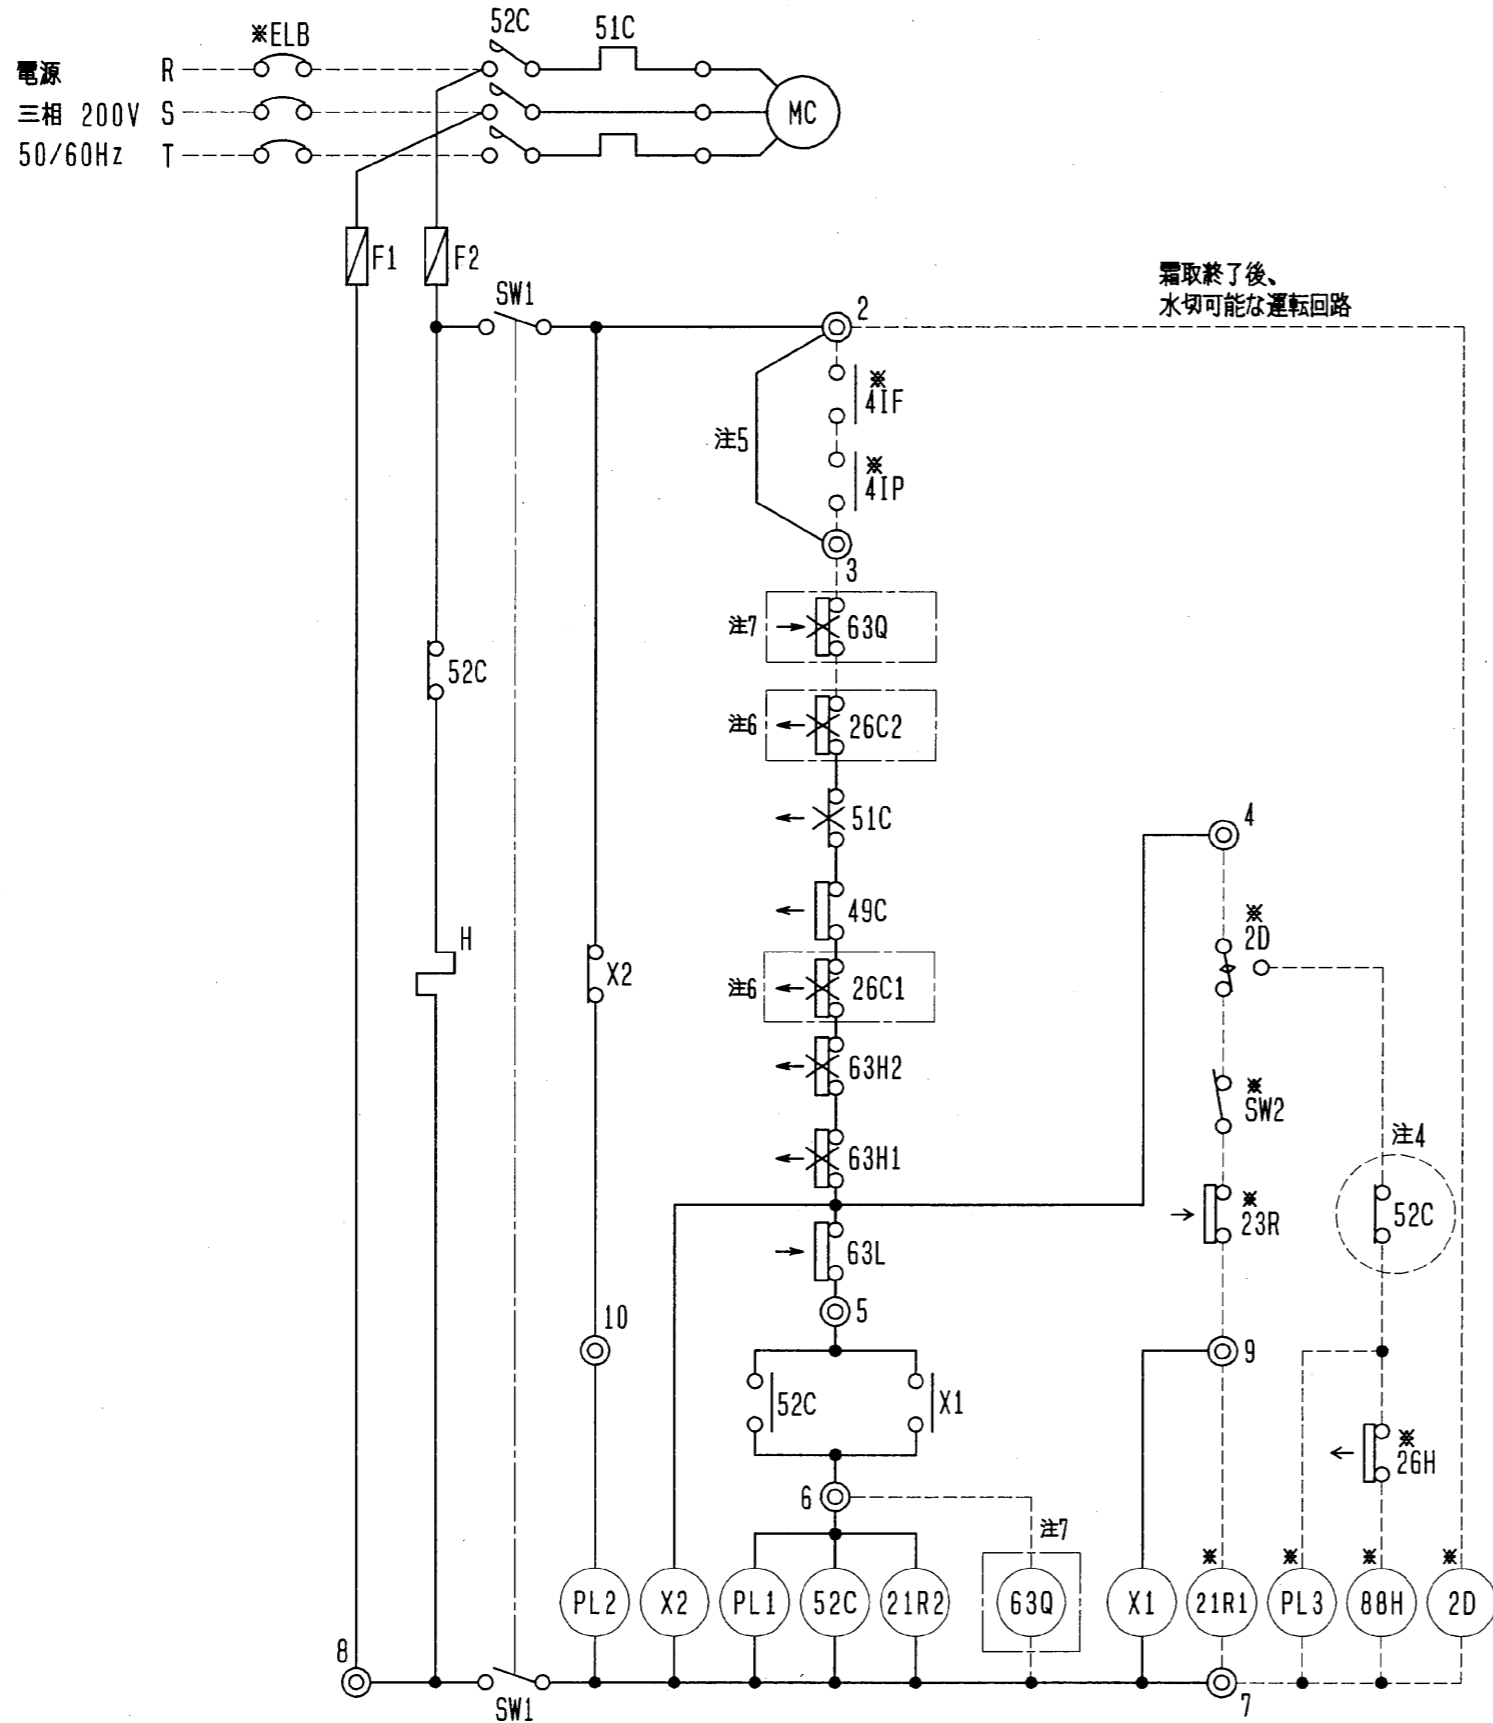 ※ELB
52C
51C
電源
三相 200V
50/60Hz
R
S
T
MC
F1
F2
SW1
2
霜取終了後、
水切可能な運転回路
※
4IF
注5
※
4IP
3
注7
63Q
52C
注6
26C2
51C
4
49C
※
2D
H
X2
注6
26C1
63H2
※
SW2
注4
63H1
※
23R
52C
63L
10
5
9
52C
X1
※
26H
6
注7
※
※
※
※
PL2
X2
PL1
52C
21R2
63Q
X1
21R1
PL3
88H
2D
8
SW1
7